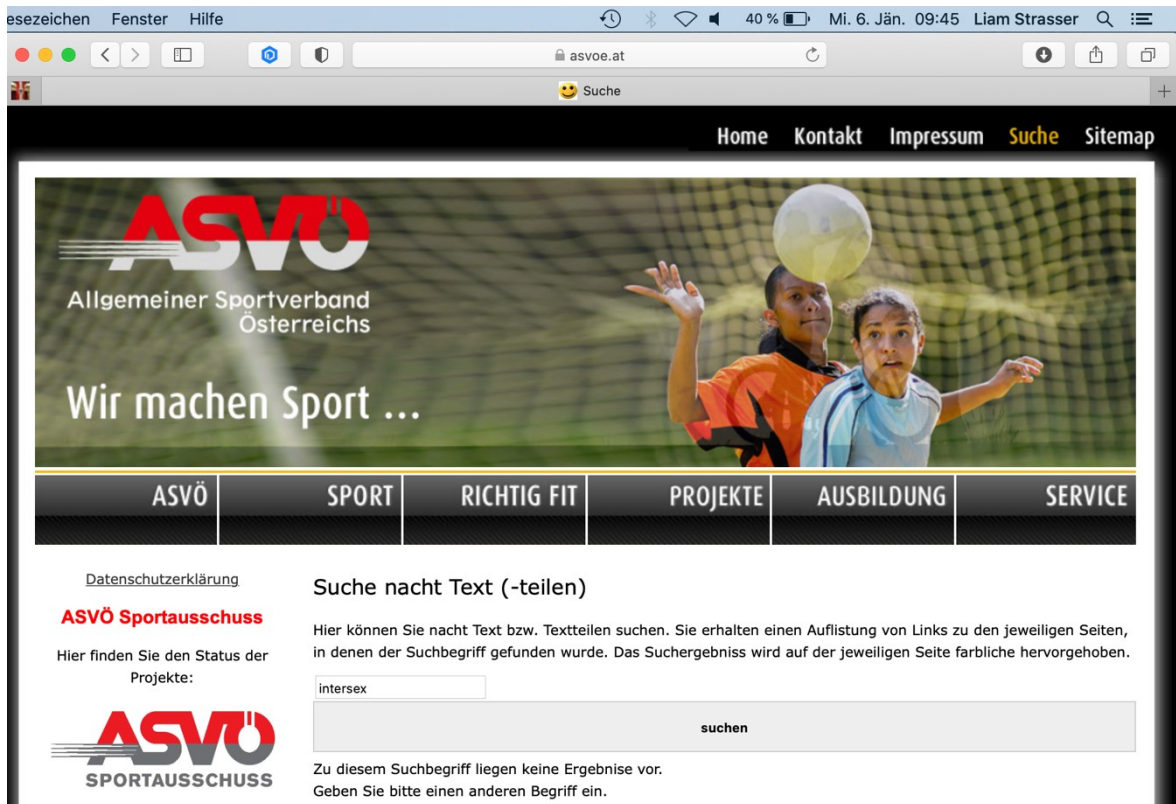 esezeichen Fenster Hilfe 40 % Mi. 6. Jän. 09:45 Liam Strasser
asvoe.at
Suche
Home Kontakt Impressum Suche Sitemap
ASVÖ
Allgemeiner Sportverband
Österreichs
Wir machen Sport ...
ASVÖ SPORT RICHTIG FIT PROJEKTE AUSBILDUNG SERVICE
Datenschutzerklärung
ASVÖ Sportausschuss
Hier finden Sie den Status der
Projekte:
ASVÖ
SPORTAUSSCHUSS
Suche nacht Text (-teilen)
Hier können Sie nacht Text bzw. Textteilen suchen. Sie erhalten einen Auflistung von Links zu den jeweiligen Seiten,
in denen der Suchbegriff gefunden wurde. Das Suchergebniss wird auf der jeweiligen Seite farbliche hervorgehoben.
intersex
suchen
Zu diesem Suchbegriff liegen keine Ergebnise vor.
Geben Sie bitte einen anderen Begriff ein.